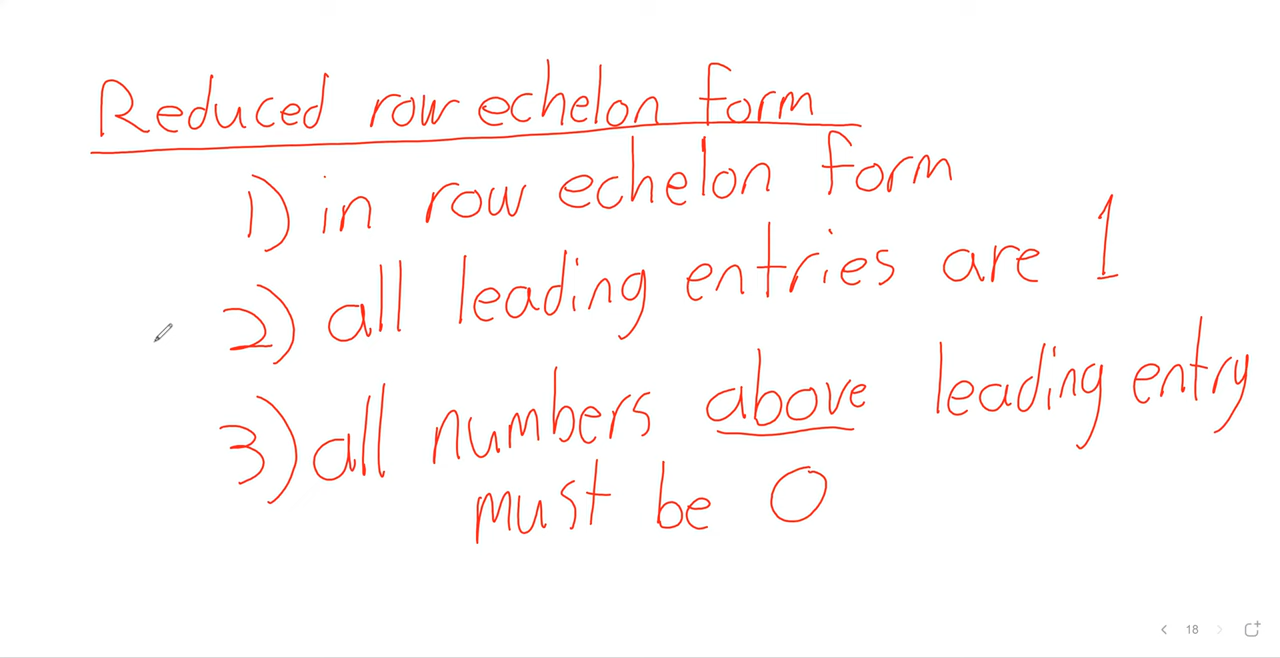 Reduced row echelon form
1) in row echelon form
2) all leading entries are 1
3) all numbers above leading entry
must be 0
18